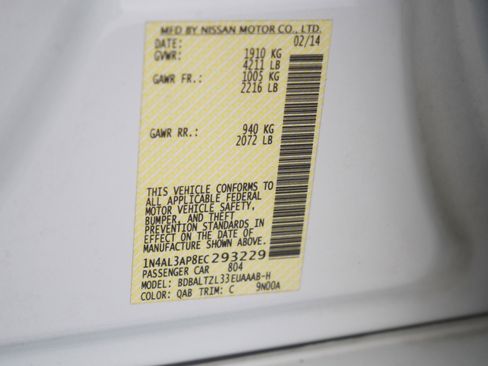 MFD BY NISSAN MOTOR CO., LTD.
DATE: 02/14
GVWR: 1910 KG
4211 LB
GAWR FR.: 1005 KG
2216 LB
GAWR RR.: 940 KG
2072 LB
THIS VEHICLE CONFORMS TO
ALL APPLICABLE FEDERAL
MOTOR VEHICLE SAFETY,
BUMPER, AND THEFT
PREVENTION STANDARDS IN
EFFECT ON THE DATE OF
MANUFACTURE SHOWN ABOVE.
1N4AL3AP8EC293229
PASSENGER CAR 804
MODEL: BDBALTZL33EUAAAB-H
COLOR: QAB TRIM: C 9N00A